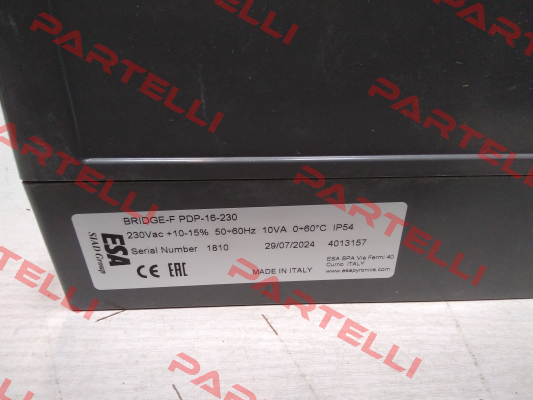 PARTELLI
PARTELLI
PARTELLI
BRIDGE-F PDP-16-230
230Vac +10-15% 50÷60Hz 10VA 0÷60°C IP54
Serial Number 1810 29/07/2024 4013157
ESA
SIAD Group
CE EAC
MADE IN ITALY
ESA SPA Via Fermi 40
Curno ITALY
www.esapyronics.com
PARTELLI
PARTELLI
PARTELLI